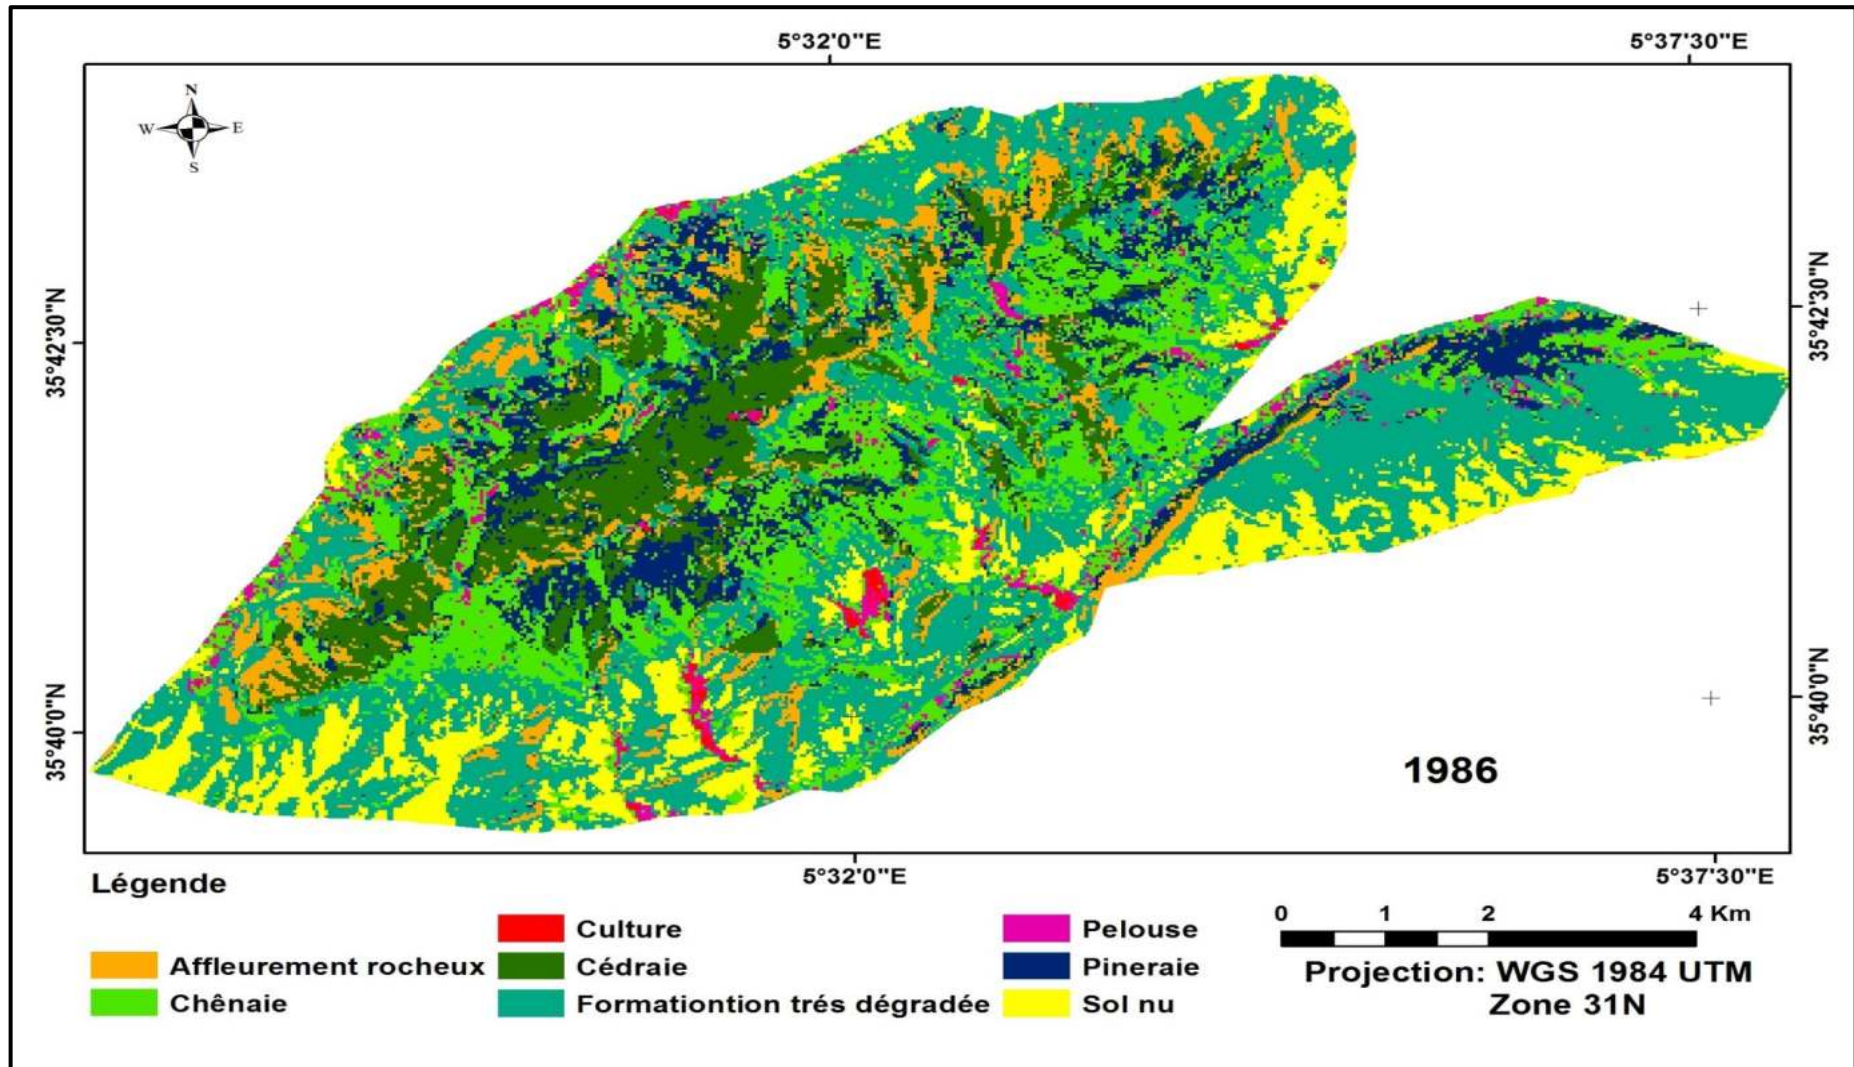 5°32'0"E
5°37'30"E
N
W
E
S
35°42'30"N
35°42'30"N
35°40'0"N
35°40'0"N
1986
5°32'0"E
5°37'30"E
Légende
Affleurement rocheux
Chênaie
Culture
Cédraie
Formationtion trés dégradée
Pelouse
Pineraie
Sol nu
0 1 2 4 Km
Projection: WGS 1984 UTM
Zone 31N